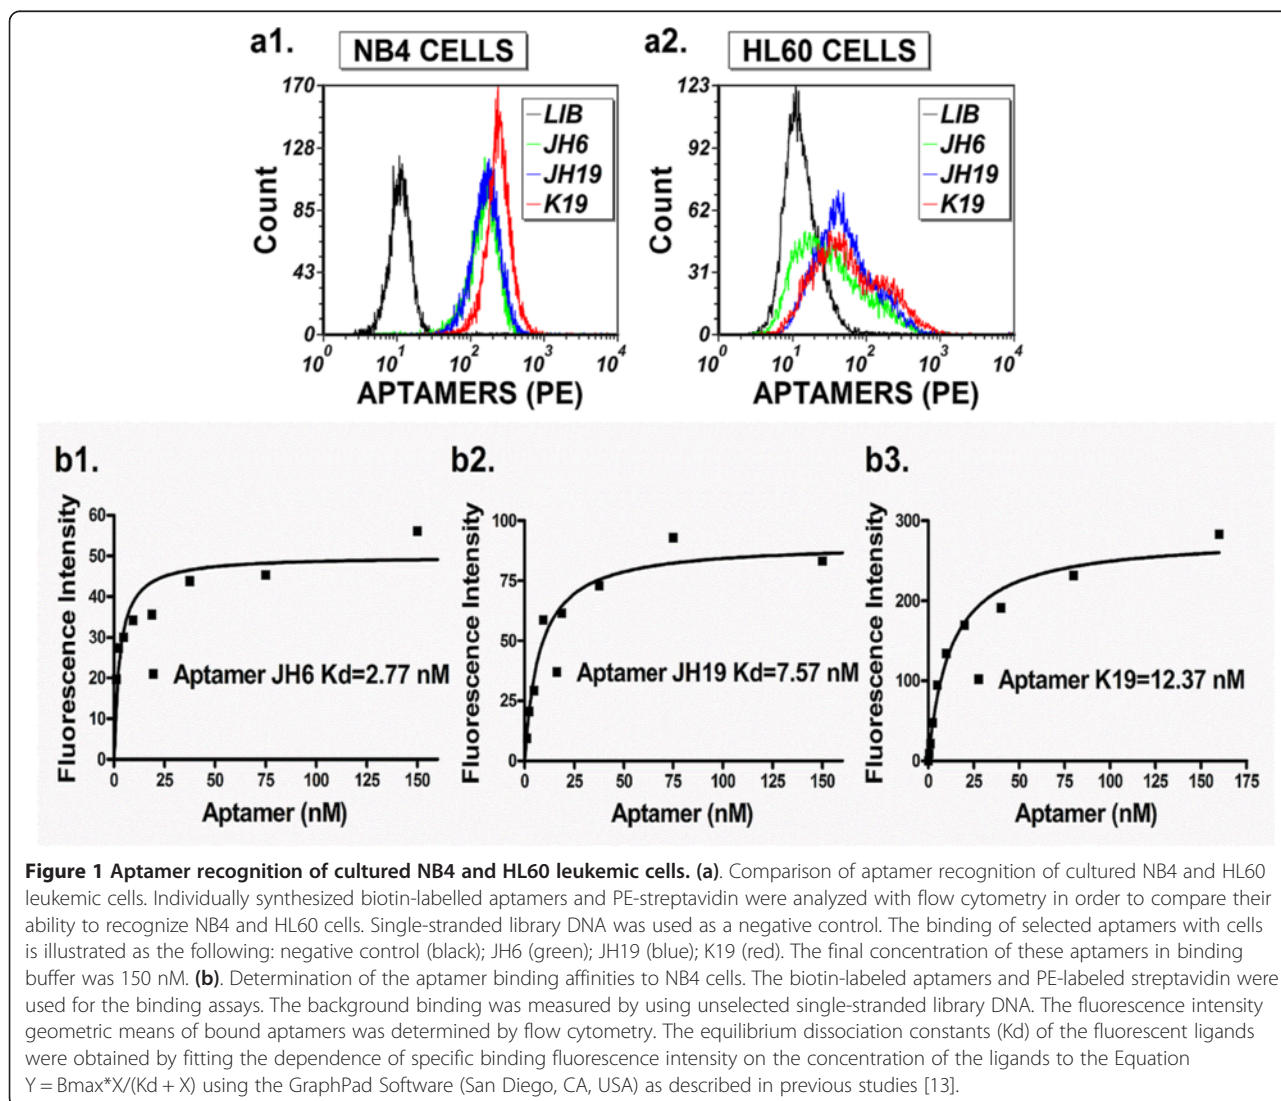 a1.
NB4 CELLS
170
128
85
43
0
Count
LIB
JH6
JH19
K19
10^0 10^1 10^2 10^3 10^4
APTAMERS (PE)
a2.
HL60 CELLS
123
92
62
31
0
Count
LIB
JH6
JH19
K19
10^0 10^1 10^2 10^3 10^4
APTAMERS (PE)
b1.
Fluorescence Intensity
60
50
40
30
20
10
0
Aptamer JH6 Kd=2.77 nM
0 25 50 75 100 125 150
Aptamer (nM)
b2.
Fluorescence Intensity
100
75
50
25
0
Aptamer JH19 Kd=7.57 nM
0 25 50 75 100 125 150
Aptamer (nM)
b3.
Fluorescence Intensity
300
200
100
0
Aptamer K19=12.37 nM
0 25 50 75 100 125 150 175
Aptamer (nM)
Figure 1 Aptamer recognition of cultured NB4 and HL60 leukemic cells. (a). Comparison of aptamer recognition of cultured NB4 and HL60
leukemic cells. Individually synthesized biotin-labelled aptamers and PE-streptavidin were analyzed with flow cytometry in order to compare their
ability to recognize NB4 and HL60 cells. Single-stranded library DNA was used as a negative control. The binding of selected aptamers with cells
is illustrated as the following: negative control (black); JH6 (green); JH19 (blue); K19 (red). The final concentration of these aptamers in binding
buffer was 150 nM. (b). Determination of the aptamer binding affinities to NB4 cells. The biotin-labeled aptamers and PE-labeled streptavidin were
used for the binding assays. The background binding was measured by using unselected single-stranded library DNA. The fluorescence intensity
geometric means of bound aptamers was determined by flow cytometry. The equilibrium dissociation constants (Kd) of the fluorescent ligands
were obtained by fitting the dependence of specific binding fluorescence intensity on the concentration of the ligands to the Equation
Y = Bmax*X/(Kd + X) using the GraphPad Software (San Diego, CA, USA) as described in previous studies [13].